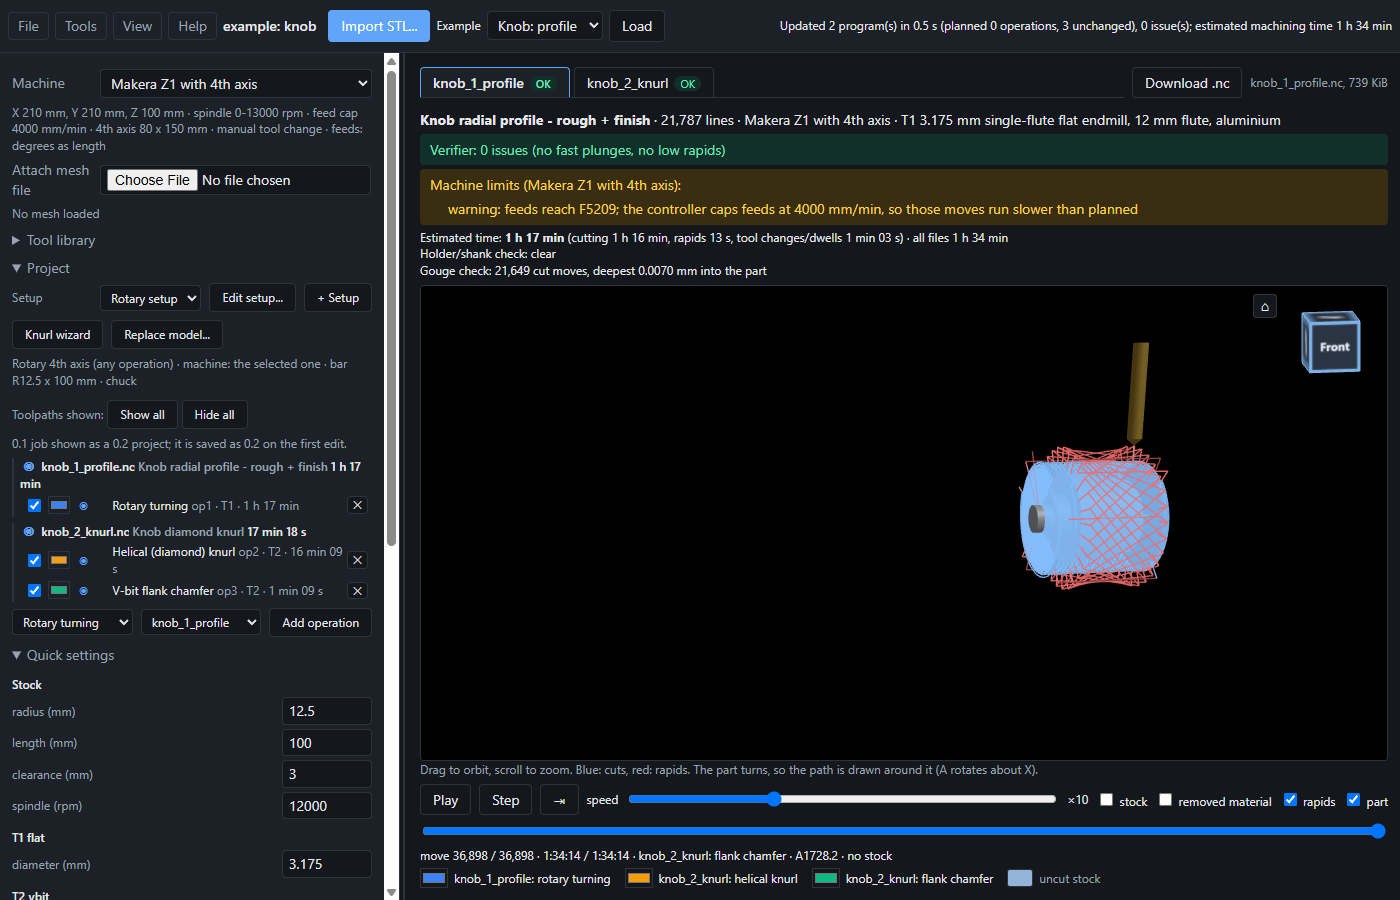 File Tools View Help example: knob Import STL... Example Knob: profile Load Updated 2 program(s) in 0.5 s (planned 0 operations, 3 unchanged), 0 issue(s); estimated machining time 1 h 34 min
Machine Makera Z1 with 4th axis
X 210 mm, Y 210 mm, Z 100 mm · spindle 0-13000 rpm · feed cap
4000 mm/min · 4th axis 80 x 150 mm · manual tool change · feeds:
degrees as length
Attach mesh
file
Choose File No file chosen
No mesh loaded
Tool library
Project
Setup Rotary setup Edit setup... + Setup
Knurl wizard Replace model...
Rotary 4th axis (any operation) · machine: the selected one · bar
R12.5 x 100 mm · chuck
Toolpaths shown: Show all Hide all
0.1 job shown as a 0.2 project; it is saved as 0.2 on the first edit.
knob_1_profile.nc Knob radial profile - rough + finish 1 h 17
min
Rotary turning op1 · T1 · 1 h 17 min
knob_2_knurl.nc Knob diamond knurl 17 min 18 s
Helical (diamond) knurl op2 · T2 · 16 min 09
s
V-bit flank chamfer op3 · T2 · 1 min 09 s
Rotary turning knob_1_profile Add operation
Quick settings
Stock
radius (mm) 12.5
length (mm) 100
clearance (mm) 3
spindle (rpm) 12000
T1 flat
diameter (mm) 3.175
T2 vbit
knob_1_profile OK knob_2_knurl OK Download .nc knob_1_profile.nc, 739 KiB
Knob radial profile - rough + finish · 21,787 lines · Makera Z1 with 4th axis · T1 3.175 mm single-flute flat endmill, 12 mm flute, aluminium
Verifier: 0 issues (no fast plunges, no low rapids)
Machine limits (Makera Z1 with 4th axis):
warning: feeds reach F5209; the controller caps feeds at 4000 mm/min, so those moves run slower than planned
Estimated time: 1 h 17 min (cutting 1 h 16 min, rapids 13 s, tool changes/dwells 1 min 03 s) · all files 1 h 34 min
Holder/shank check: clear
Gouge check: 21,649 cut moves, deepest 0.0070 mm into the part
Front
Drag to orbit, scroll to zoom. Blue: cuts, red: rapids. The part turns, so the path is drawn around it (A rotates about X).
Play Step speed ×10 stock removed material rapids part
move 36,898 / 36,898 · 1:34:14 / 1:34:14 · knob_2_knurl: flank chamfer · A1728.2 · no stock
knob_1_profile: rotary turning knob_2_knurl: helical knurl knob_2_knurl: flank chamfer uncut stock